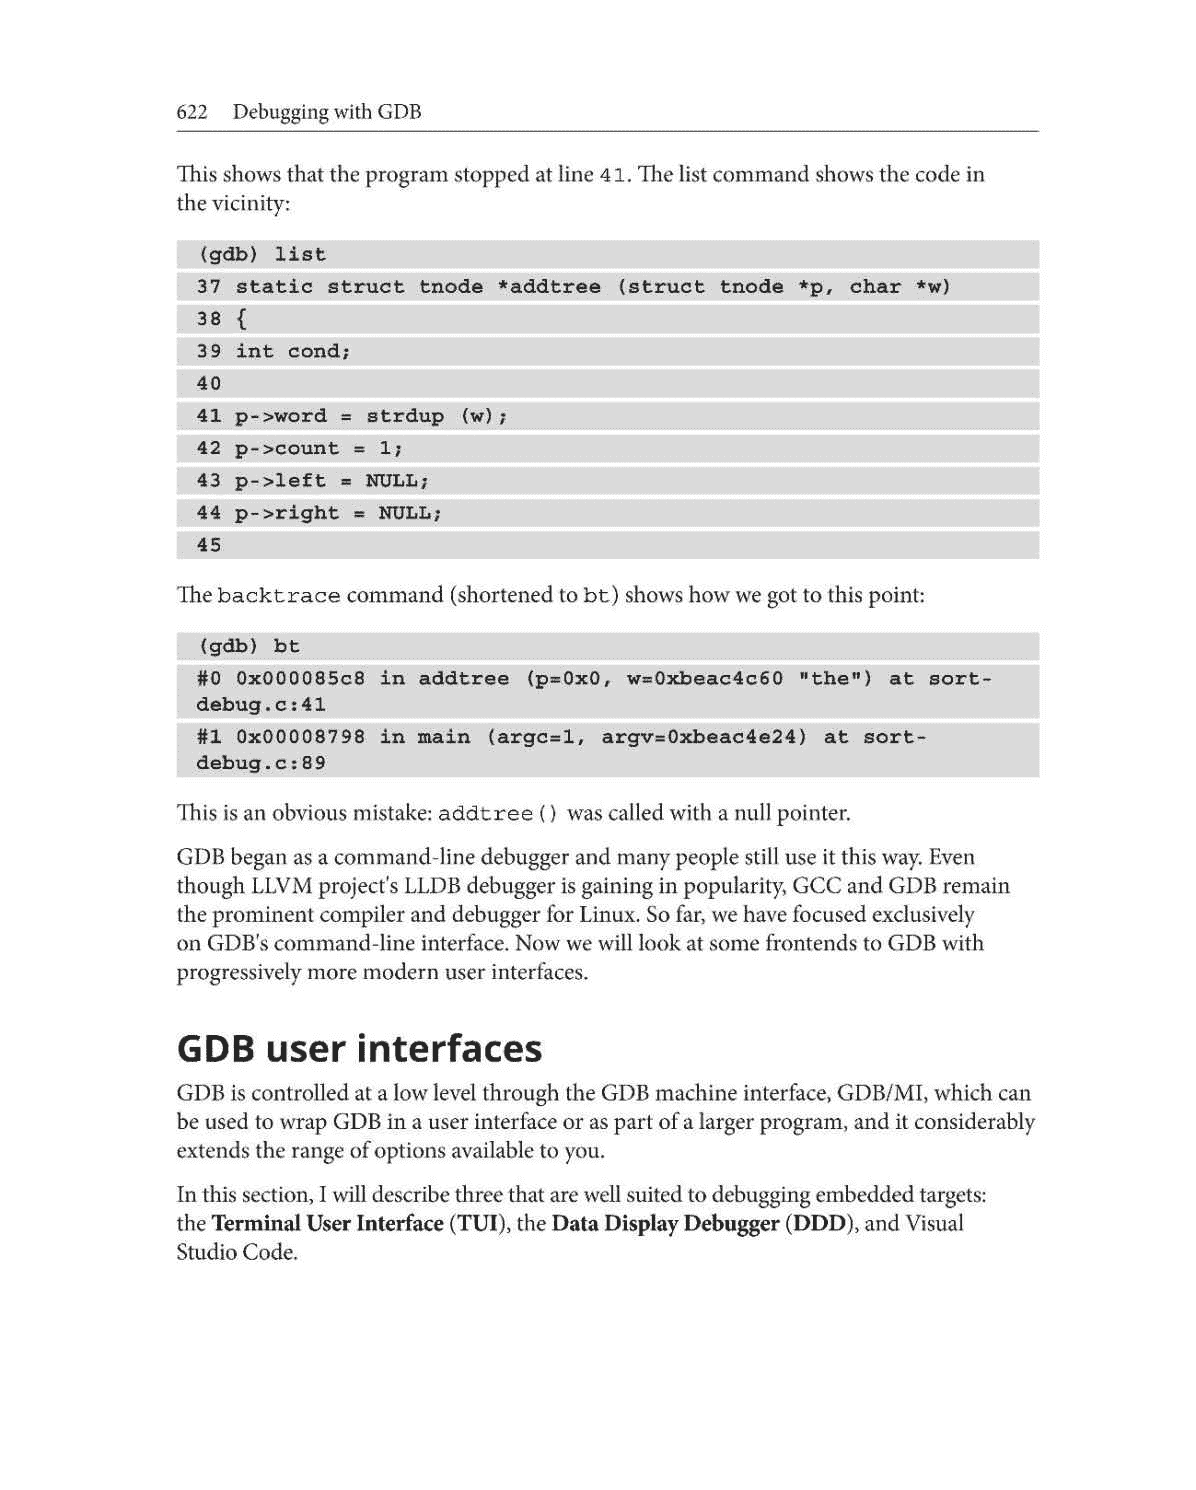 622 Debugging with GDB
This shows that the program stopped at line 41. The list command shows the code in
the vicinity:
(gdb) list
37 static struct tnode *addtree (struct tnode *p, char *w)
38 {
39 int cond;
40
41 p->word = strdup (w);
42 p->count = 1;
43 p->left = NULL;
44 p->right = NULL;
45
The backtrace command (shortened to bt) shows how we got to this point:
(gdb) bt
#0 0x000085c8 in addtree (p=0x0, w=0xbeac4c60 "the") at sort-
debug.c:41
#1 0x00008798 in main (argc=1, argv=0xbeac4e24) at sort-
debug.c:89
This is an obvious mistake: addtree() was called with a null pointer.
GDB began as a command-line debugger and many people still use it this way. Even
though LLVM project's LLDB debugger is gaining in popularity, GCC and GDB remain
the prominent compiler and debugger for Linux. So far, we have focused exclusively
on GDB's command-line interface. Now we will look at some frontends to GDB with
progressively more modern user interfaces.
GDB user interfaces
GDB is controlled at a low level through the GDB machine interface, GDB/MI, which can
be used to wrap GDB in a user interface or as part of a larger program, and it considerably
extends the range of options available to you.
In this section, I will describe three that are well suited to debugging embedded targets:
the Terminal User Interface (TUI), the Data Display Debugger (DDD), and Visual
Studio Code.